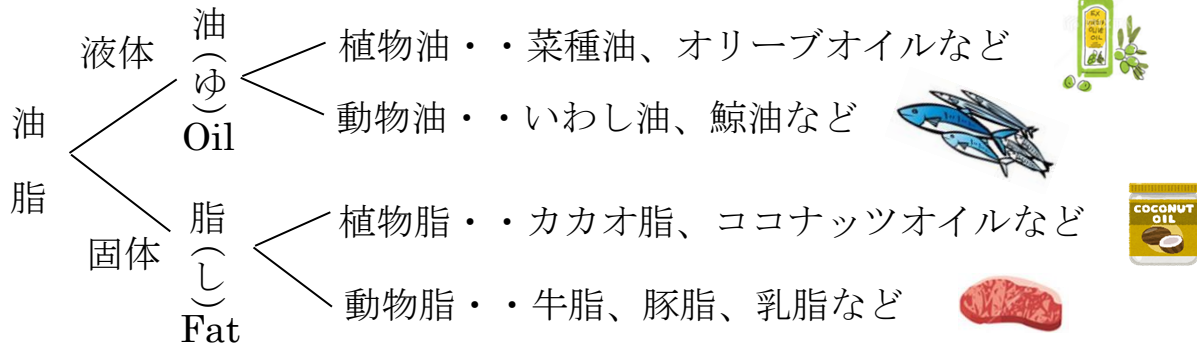 油脂
液体
油(ゆ)
Oil
植物油・・菜種油、オリーブオイルなど
動物油・・いわし油、鯨油など
固体
脂(し)
Fat
植物脂・・カカオ脂、ココナッツオイルなど
COCONUT
OIL
動物脂・・牛脂、豚脂、乳脂など